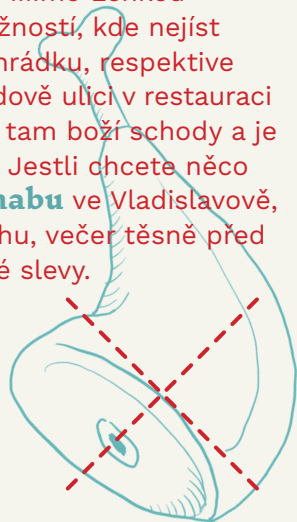 žností, kde nejíst
hrádku, respektive
dově ulici v restauraci
tam boží schody a je
Jestli chcete něco
nabu ve Vladislavově,
hu, večer těsně před
é slevy.